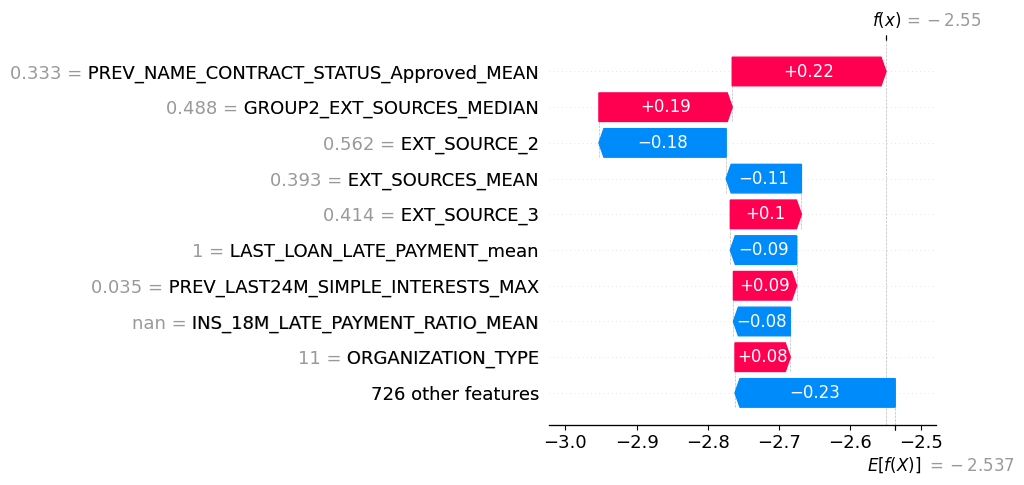 f(x) = −2.55
0.333 = PREV_NAME_CONTRACT_STATUS_Approved_MEAN +0.22
0.488 = GROUP2_EXT_SOURCES_MEDIAN +0.19
0.562 = EXT_SOURCE_2 −0.18
0.393 = EXT_SOURCES_MEAN −0.11
0.414 = EXT_SOURCE_3 +0.1
1 = LAST_LOAN_LATE_PAYMENT_mean −0.09
0.035 = PREV_LAST24M_SIMPLE_INTERESTS_MAX +0.09
nan = INS_18M_LATE_PAYMENT_RATIO_MEAN −0.08
11 = ORGANIZATION_TYPE +0.08
726 other features −0.23
−3.0 −2.9 −2.8 −2.7 −2.6 −2.5
E[f(X)] = −2.537